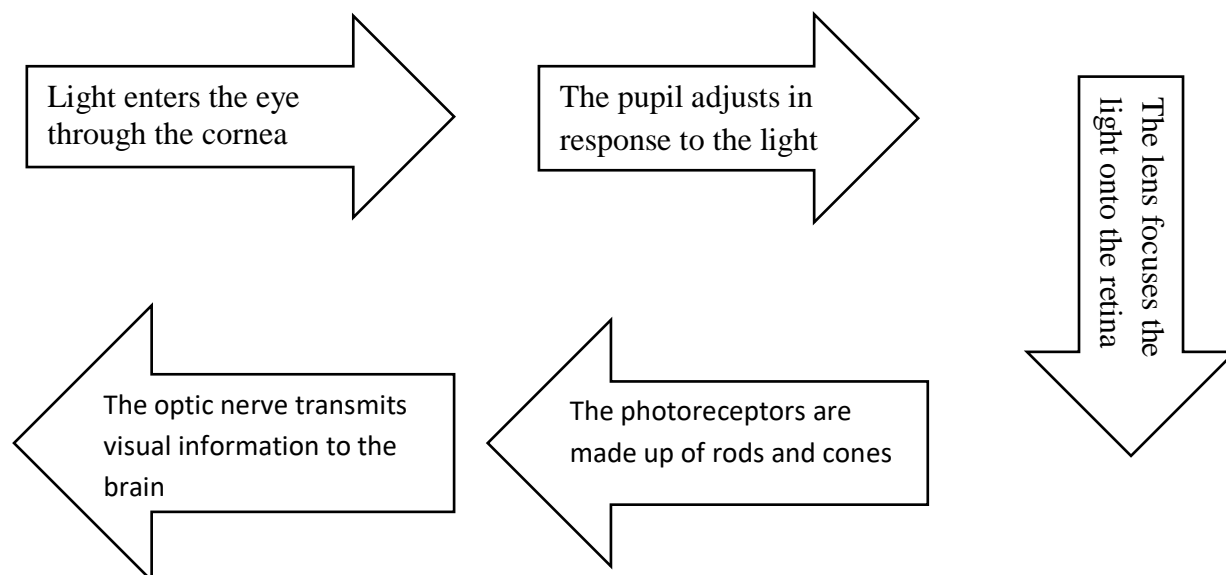 Light enters the eye
through the cornea
The pupil adjusts in
response to the light
The lens focuses the
light onto the retina
The photoreceptors are
made up of rods and cones
The optic nerve transmits
visual information to the
brain